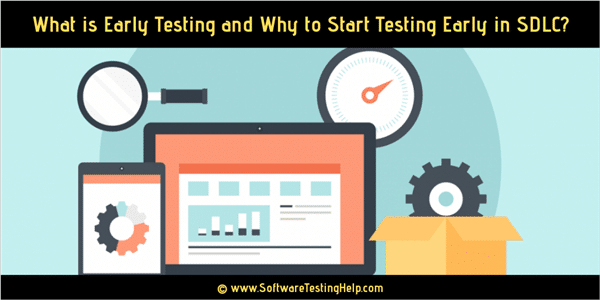 What is Early Testing and Why to Start Testing Early in SDLC?
© www.SoftwareTestingHelp.com